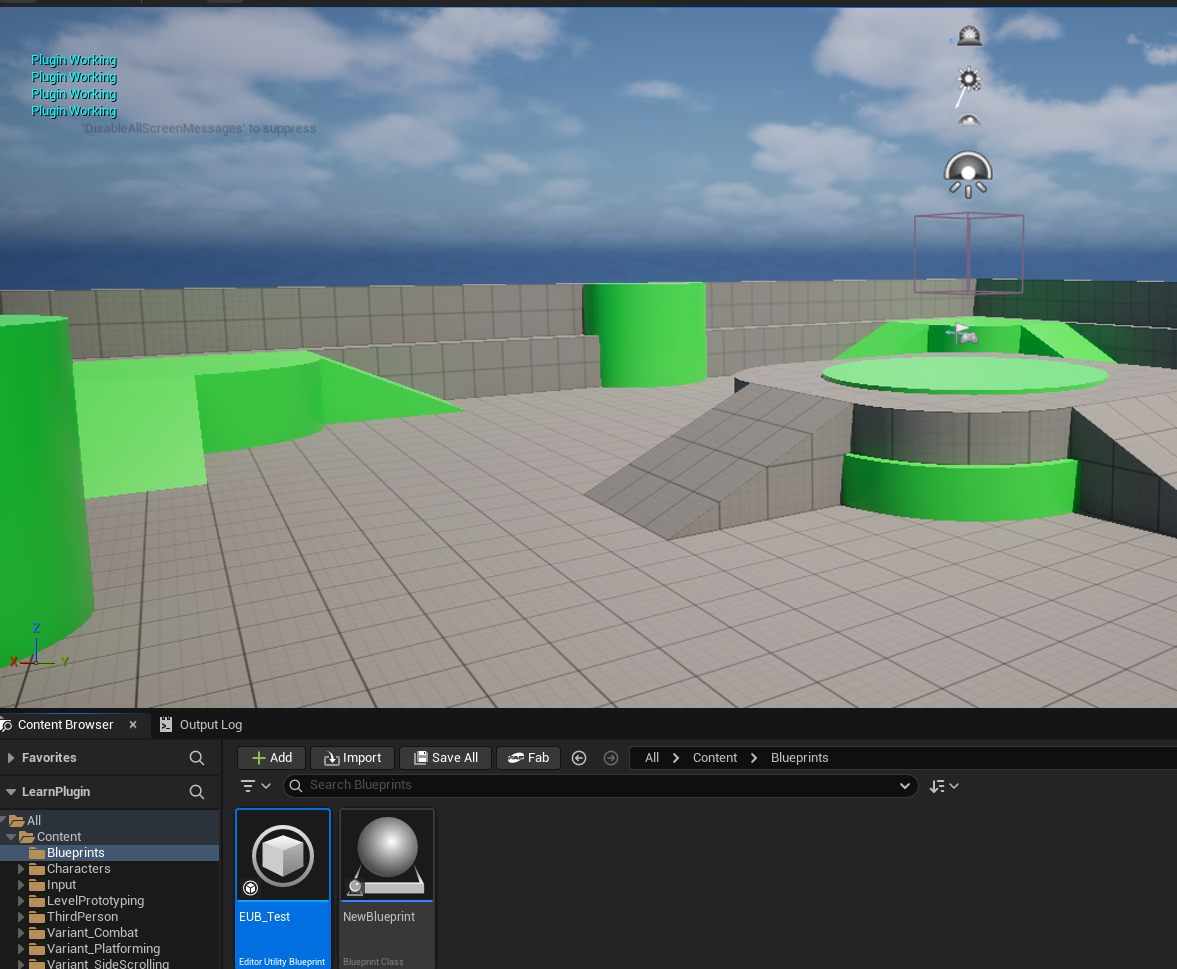 Plugin Working
Plugin Working
Plugin Working
Plugin Working
'DisableAllScreenMessages' to suppress
Z
X Y
Content Browser × Output Log
Favorites
Add Import Save All Fab All > Content > Blueprints
LearnPlugin
Search Blueprints
All
Content
Blueprints
Characters
Input
LevelPrototyping
ThirdPerson
Variant_Combat
Variant_Platforming
Variant_SideScrolling
EUB_Test
Editor Utility Blueprint
NewBlueprint
Blueprint Class